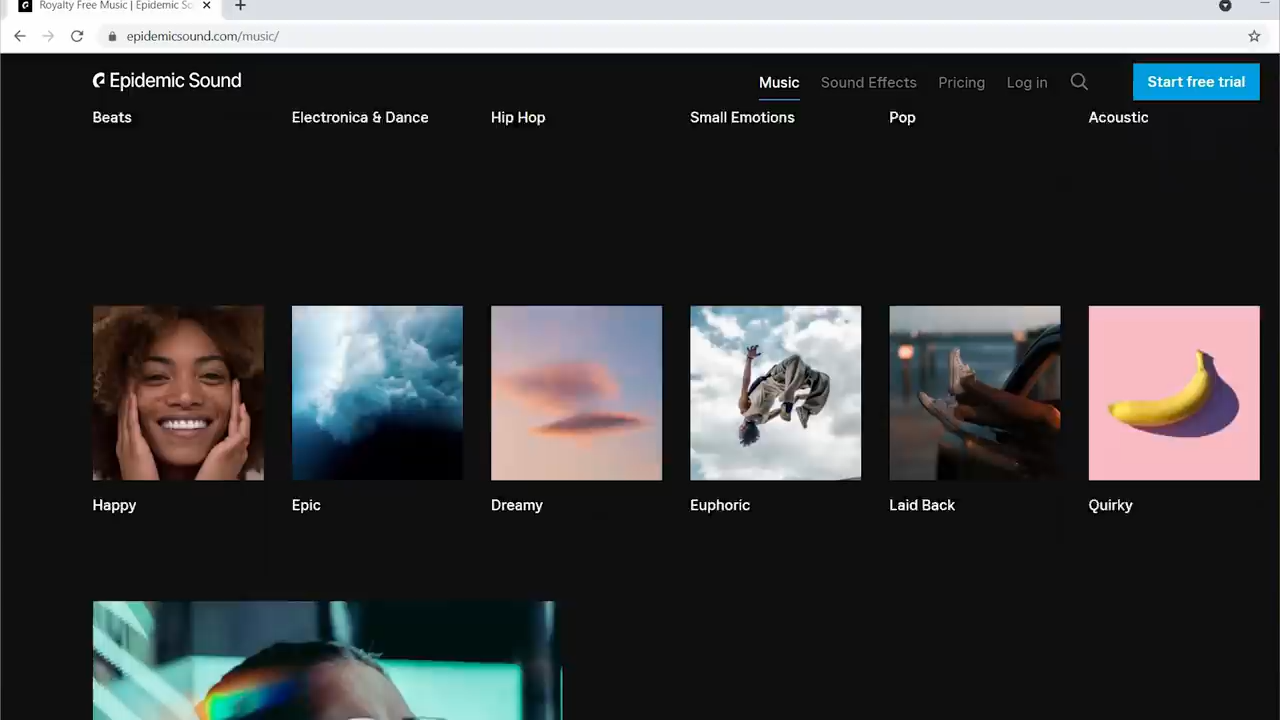 Royalty Free Music | Epidemic So
epidemicsound.com/music/
Epidemic Sound
Music Sound Effects Pricing Log in Start free trial
Beats Electronica & Dance Hip Hop Small Emotions Pop Acoustic
Happy Epic Dreamy Euphoric Laid Back Quirky